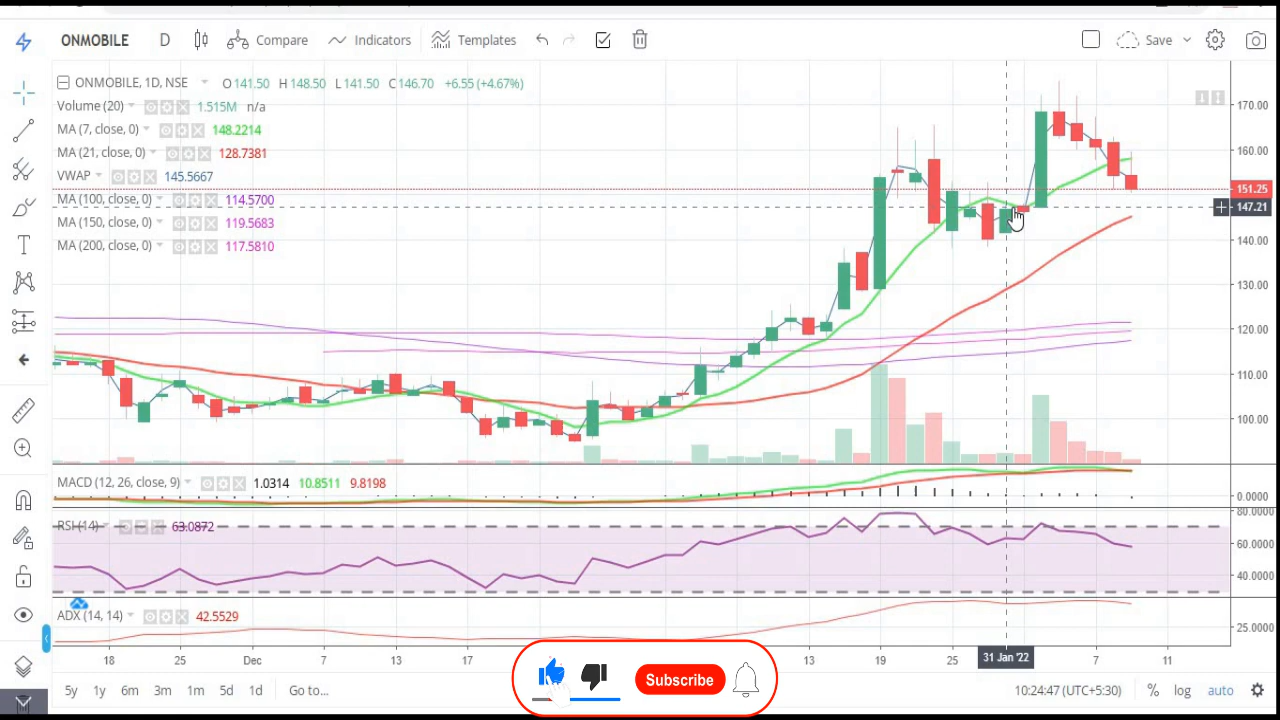 ONMOBILE D Compare Indicators Templates Save
ONMOBILE, 1D, NSE O 141.50 H 148.50 L 141.50 C 146.70 +6.55 (+4.67%)
Volume (20) 1.515M n/a
MA (7, close, 0) 148.2214
MA (21, close, 0) 128.7381
VWAP 145.5667
MA (100, close, 0) 114.5700
MA (150, close, 0) 119.5683
MA (200, close, 0) 117.5810
170.00
160.00
151.25
147.21
140.00
130.00
120.00
110.00
100.00
MACD (12, 26, close, 9) 1.0314 10.8511 9.8198
0.0000
80.0000
RSI (14) 63.0872
60.0000
40.0000
ADX (14, 14) 42.5529
25.0000
18 25 Dec 7 13 17 13 19 25 31 Jan '22 7 11
5y 1y 6m 3m 1m 5d 1d Go to... Subscribe 10:24:47 (UTC+5:30) % log auto